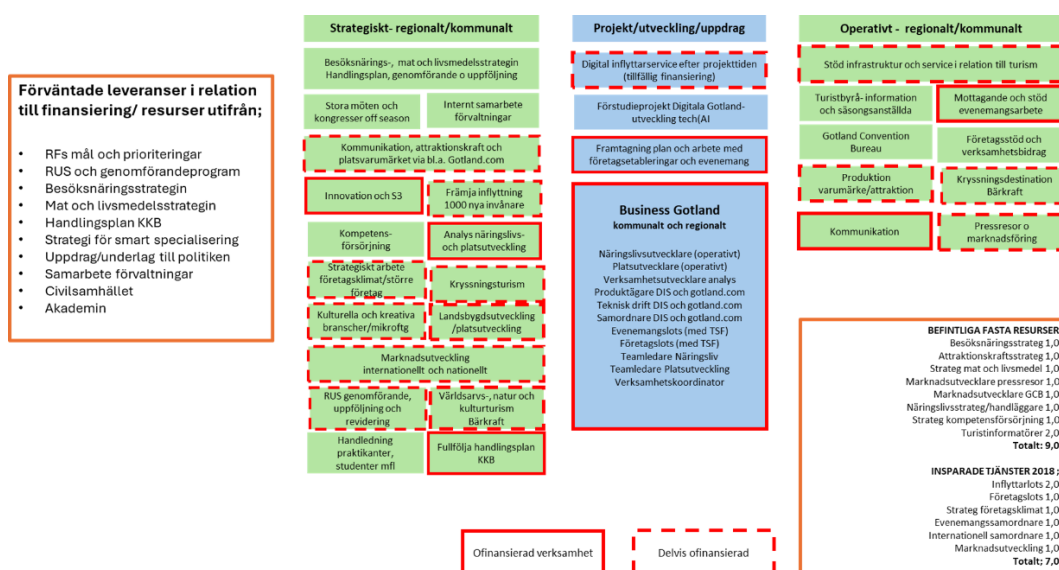 Förväntade leveranser i relation
till finansiering/ resurser utifrån;
• RFs mål och prioriteringar
• RUS och genomförandeprogram
• Besöksnäringsstrategin
• Mat och livsmedelsstrategin
• Handlingsplan KKB
• Strategi för smart specialisering
• Uppdrag/underlag till politiken
• Samarbete förvaltningar
• Civilsamhället
• Akademin
Strategiskt- regionalt/kommunalt
Besöksnärings-, mat och livsmedelsstrategin
Handlingsplan, genomförande o uppföljning
Stora möten och
kongresser off season
Internt samarbete
förvaltningar
Kommunikation, attraktionskraft och
platsvarumärket via bl.a. Gotland.com
Innovation och S3
Främja inflyttning
1000 nya invånare
Kompetens-
försörjning
Analys näringslivs-
och platsutveckling
Strategiskt arbete
företagsklimat/större
företag
Kryssningsturism
Kulturella och kreativa
branscher/mikroftg
Landsbygdsutveckling
/platsutveckling
Marknadsutveckling
internationellt och nationellt
RUS genomförande,
uppföljning och
revidering
Världsarvs-, natur och
kulturturism
Bärkraft
Handledning
praktikanter,
studenter mfl
Fullfölja handlingsplan
KKB
Projekt/utveckling/uppdrag
Digital inflyttarservice efter projekttiden
(tillfällig finansiering)
Förstudieprojekt Digitala Gotland-
utveckling tech(AI
Framtagning plan och arbete med
företagsetableringar och evenemang
Business Gotland
kommunalt och regionalt
Näringslivsutvecklare (operativt)
Platsutvecklare (operativt)
Verksamhetsutvecklare analys
Produktägare DIS och gotland.com
Teknisk drift DIS och gotland.com
Samordnare DIS och gotland.com
Evenemangslots (med TSF)
Företagslots (med TSF)
Teamledare Näringsliv
Teamledare Platsutveckling
Verksamhetskoordinator
Operativt - regionalt/kommunalt
Stöd infrastruktur och service i relation till turism
Turistbyrå- information
och säsongsanställda
Mottagande och stöd
evenemangsarbete
Gotland Convention
Bureau
Företagsstöd och
verksamhetsbidrag
Produktion
varumärke/attraktion
Kryssningsdestination
Bärkraft
Kommunikation
Pressresor o
marknadsföring
BEFINTLIGA FASTA RESURSER
Besöksnäringsstrateg 1,0
Attraktionskraftsstrateg 1,0
Strateg mat och livsmedel 1,0
Marknadsutvecklare pressresor 1,0
Marknadsutvecklare GCB 1,0
Näringslivsstrateg/handläggare 1,0
Strateg kompetensförsörjning 1,0
Turistinformatörer 2,0
Totalt: 9,0
INSPARADE TJÄNSTER 2018 ;
Inflyttarlots 2,0
Företagslots 1,0
Strateg företagsklimat 1,0
Evenemangssamordnare 1,0
Internationell samordnare 1,0
Marknadsutveckling 1,0
Totalt; 7,0
Ofinansierad verksamhet
Delvis ofinansierad